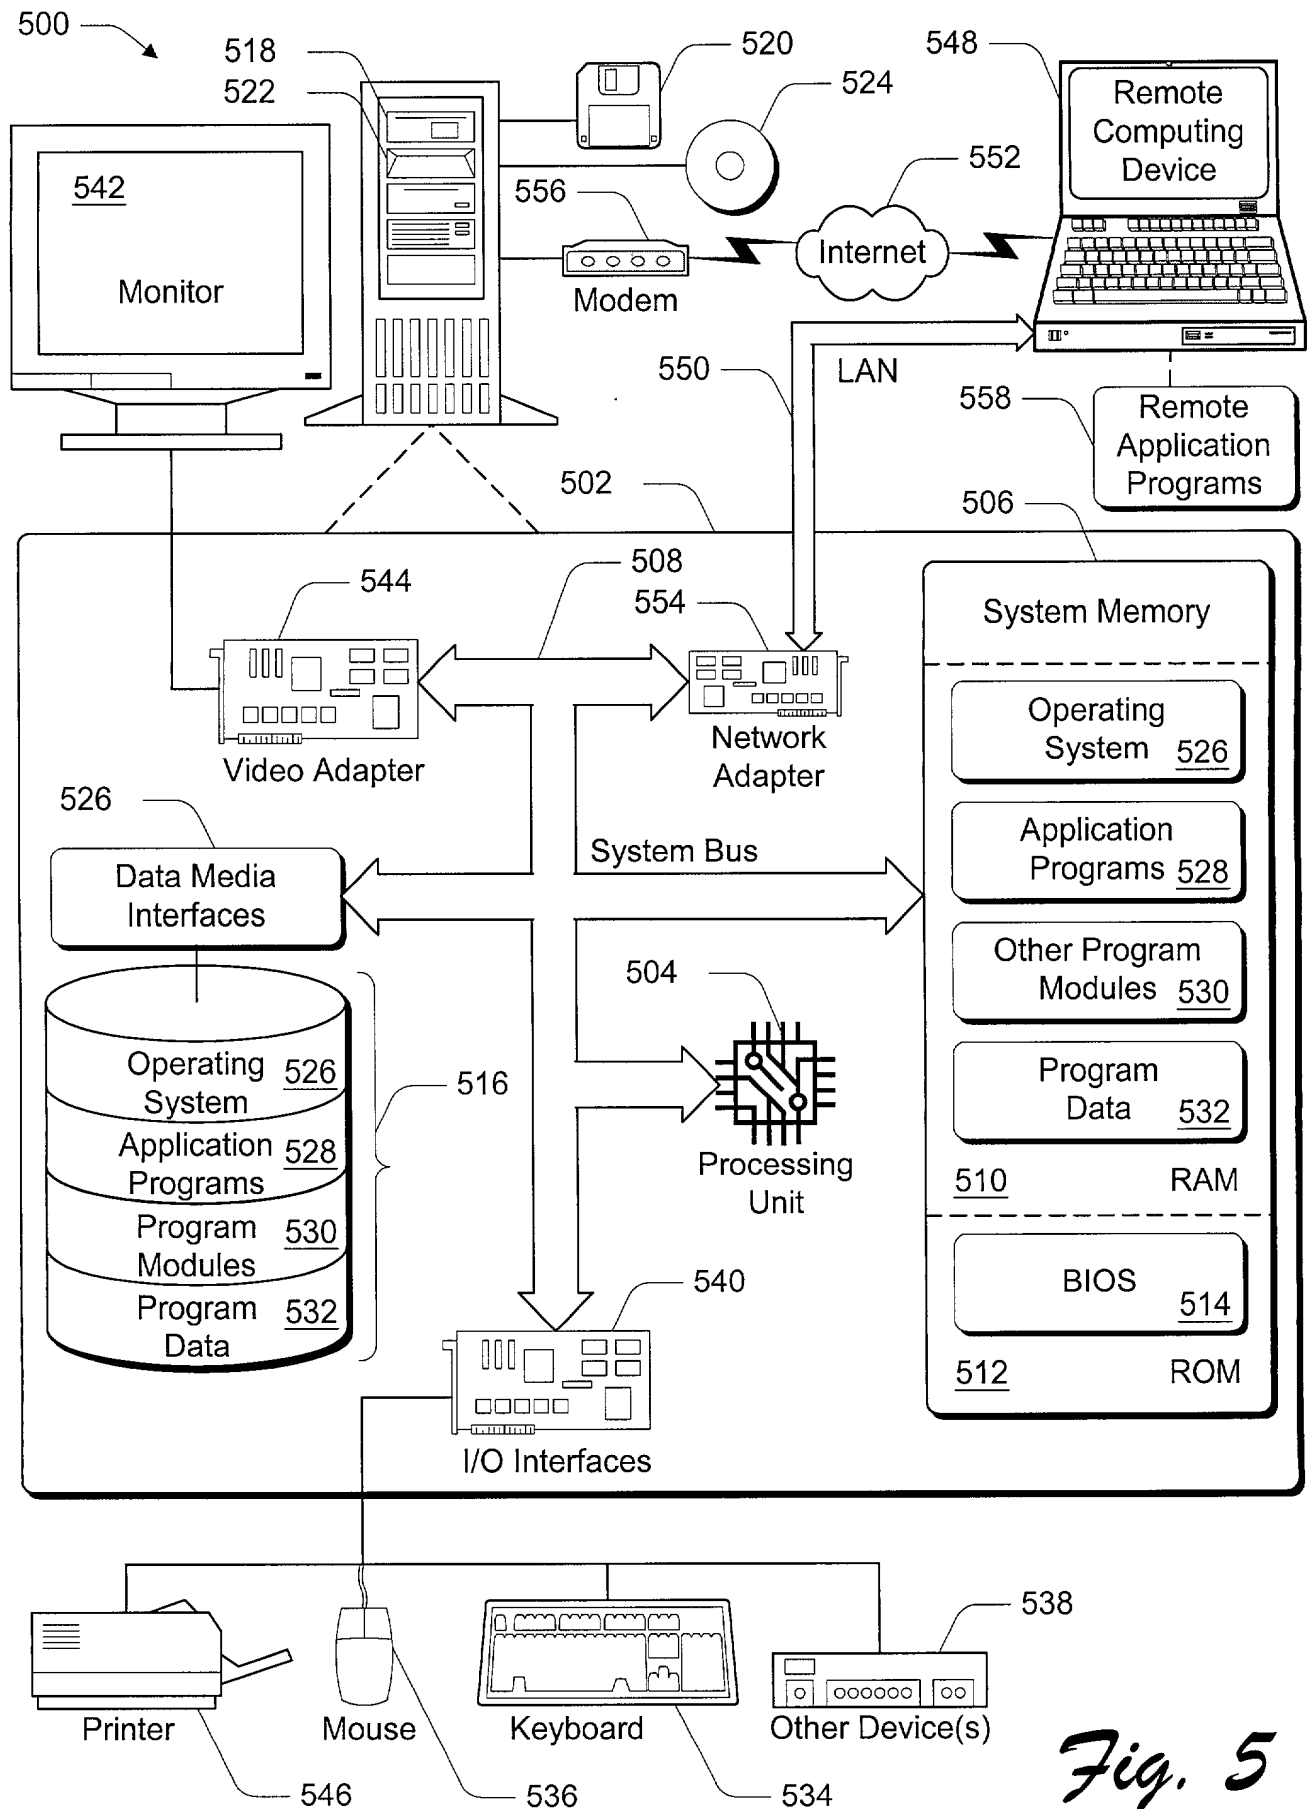 500
518
522
520
524
548
Remote
Computing
Device
542
Monitor
556
Modem
552
Internet
550
LAN
558
Remote
Application
Programs
502
506
544
508
554
Video Adapter
Network
Adapter
System Memory
Operating
System 526
Application
Programs 528
Other Program
Modules 530
Program
Data 532
510 RAM
BIOS
514
512 ROM
526
Data Media
Interfaces
System Bus
504
Processing
Unit
Operating
System 526
Application
Programs 528
Program
Modules 530
Program
Data 532
516
540
I/O Interfaces
538
Printer
Mouse
Keyboard
Other Device(s)
546
536
534
Fig. 5